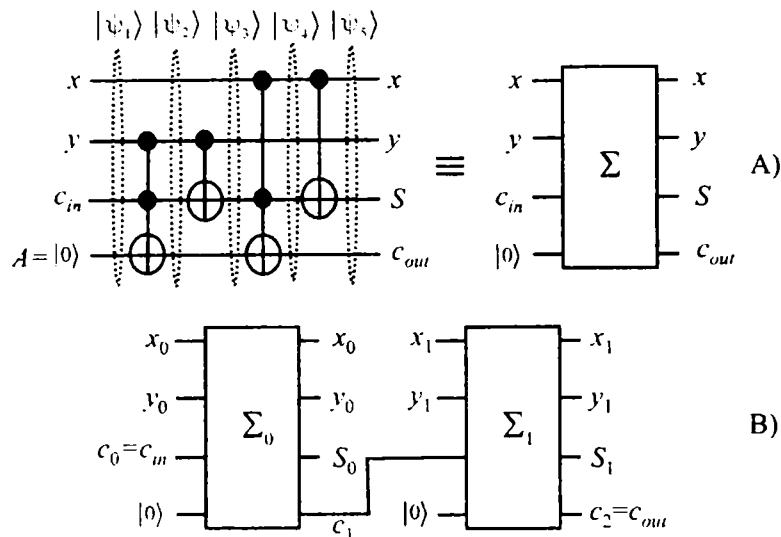 |ψ₁⟩ |ψ₂⟩ |ψ₃⟩ |ψ₄⟩ |ψ₅⟩
x x x x
y y ≡ y Σ y A)
c_in S c_in S
A=|0⟩ c_out |0⟩ c_out
x₀ x₀ x₁ x₁
y₀ y₀ y₁ y₁
Σ₀ Σ₁ B)
c₀=c_in S₀ S₁
|0⟩ c₁ |0⟩ c₂=c_out